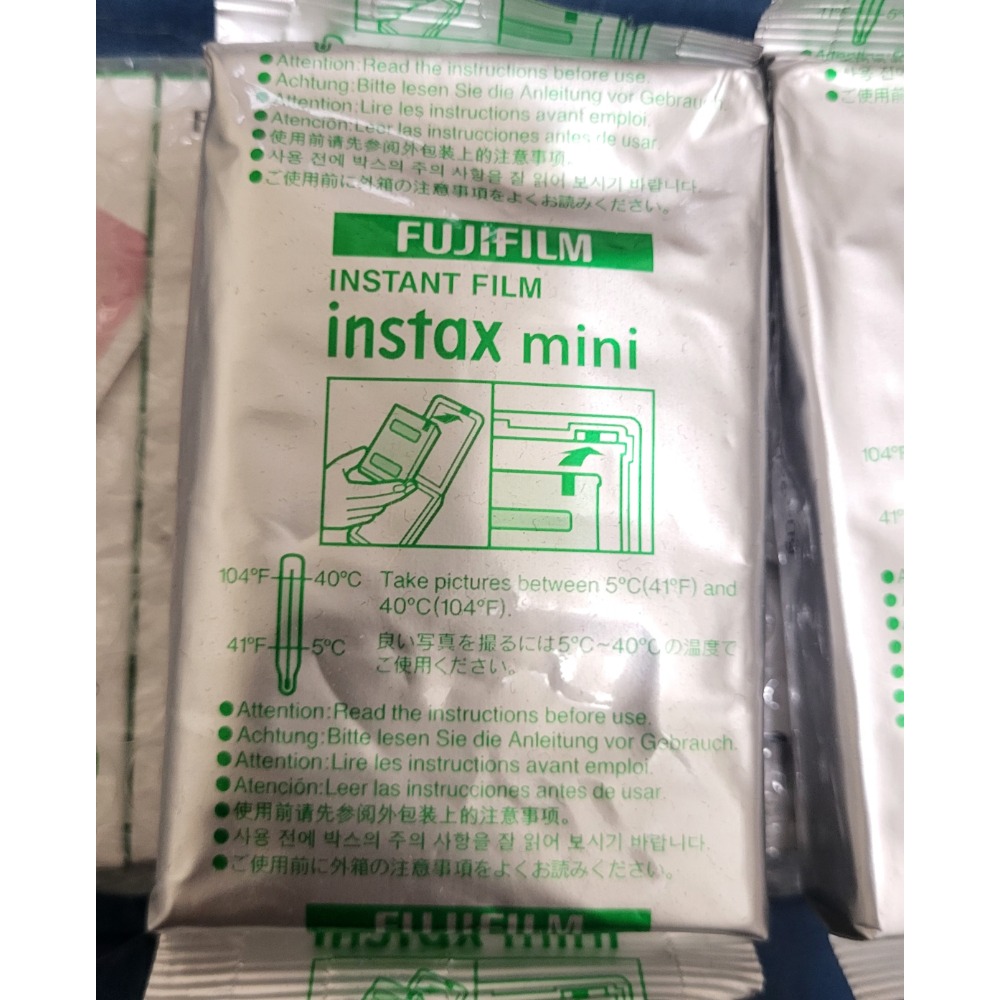 ●Attention:Read the instructions before use.
●Achtung:Bitte lesen Sie die Anleitung vor Gebrauch.
●Attention:Lire les instructions avant emploi.
●Atención:Leer las instrucciones antes de usar.
●使用前请先参阅外包装上的注意事项。
●사용 전에 박스의 주의 사항을 잘 읽어 보시기 바랍니다.
●ご使用前に外箱の注意事項をよくお読みください。
FUJIFILM
INSTANT FILM
instax mini
104°F 40°C
41°F 5°C
Take pictures between 5°C(41°F) and
40°C(104°F).
良い写真を撮るには5°C~40°Cの温度で
ご使用ください。
●Attention:Read the instructions before use.
●Achtung:Bitte lesen Sie die Anleitung vor Gebrauch.
●Attention:Lire les instructions avant emploi.
●Atención:Leer las instrucciones antes de usar.
●使用前请先参阅外包装上的注意事项。
●사용 전에 박스의 주의 사항을 잘 읽어 보시기 바랍니다.
●ご使用前に外箱の注意事項をよくお読みください。
FUJIFILM
●사용 전
●ご使用前
104°F
41°F